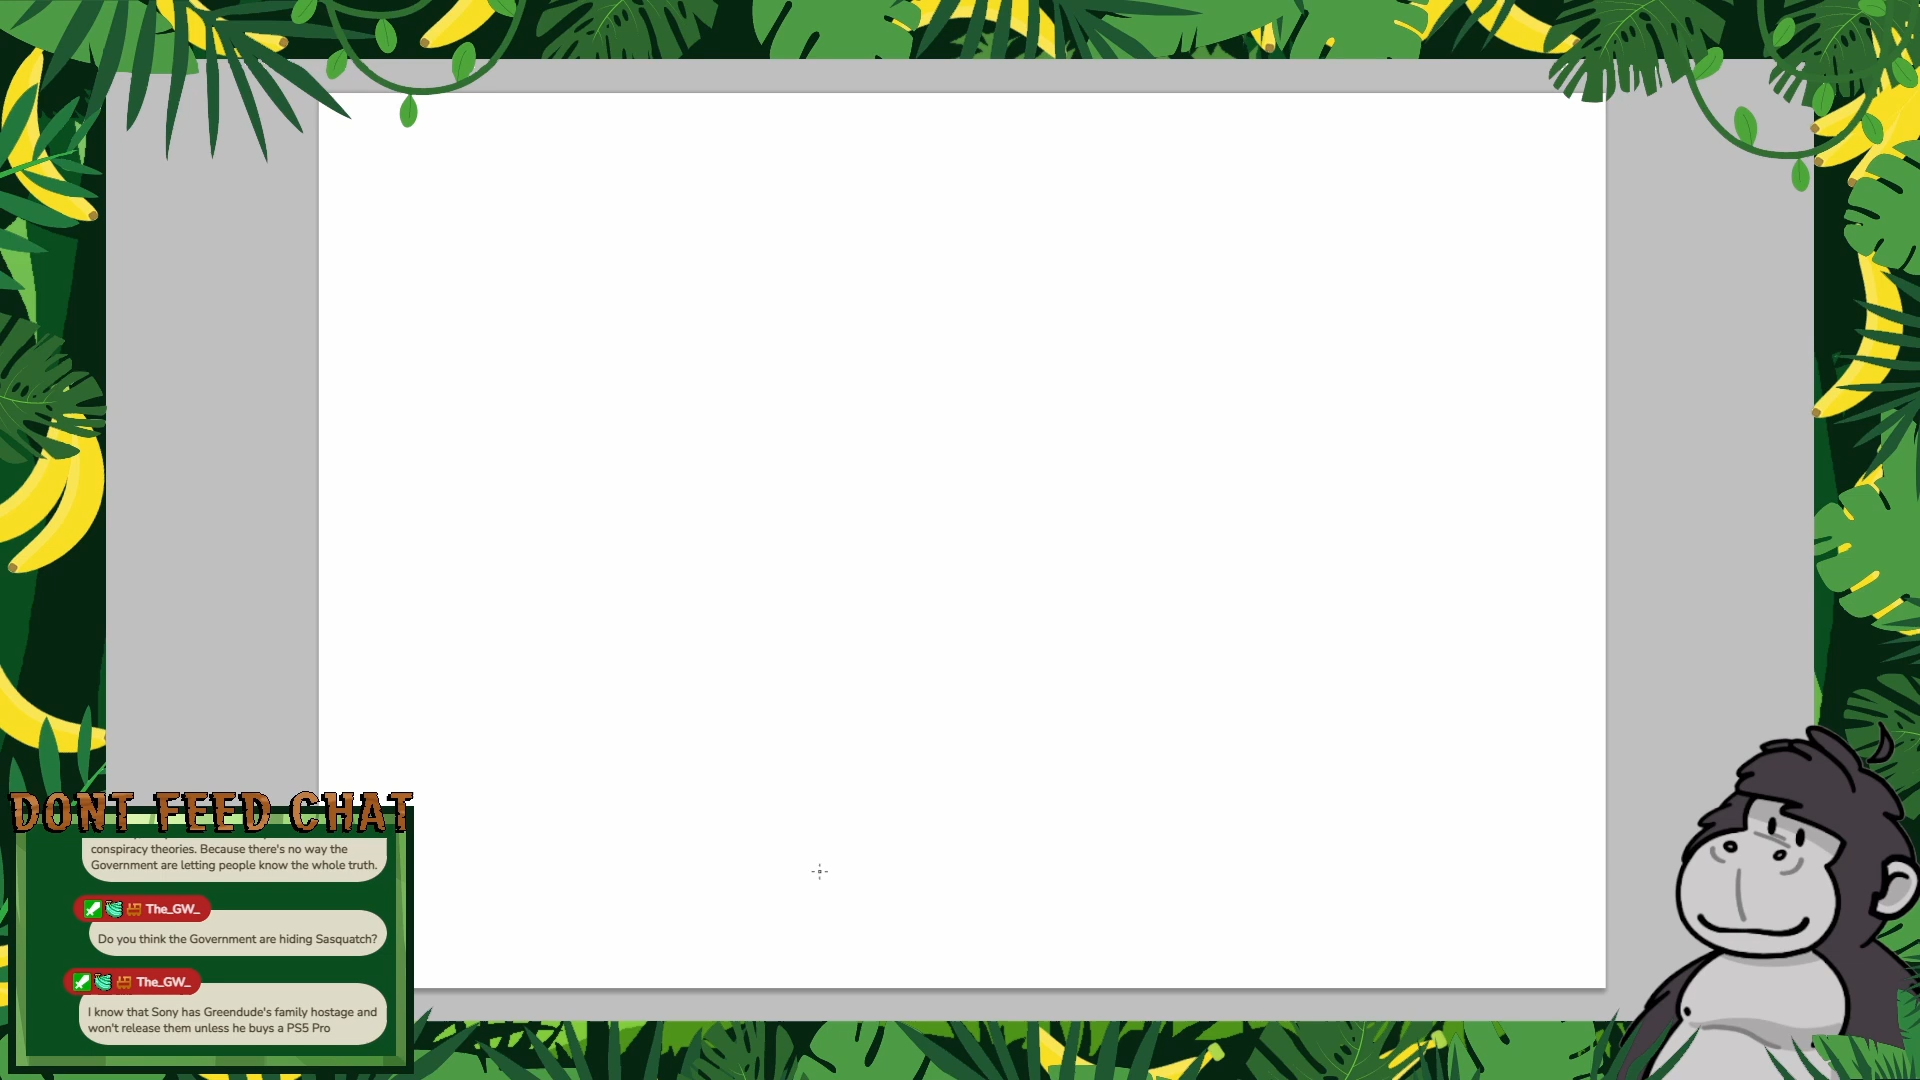 DONT FEED CHAT
conspiracy theories. Because there's no way the
Government are letting people know the whole truth.
The_GW_
Do you think the Government are hiding Sasquatch?
The_GW_
I know that Sony has Greendude's family hostage and
won't release them unless he buys a PS5 Pro